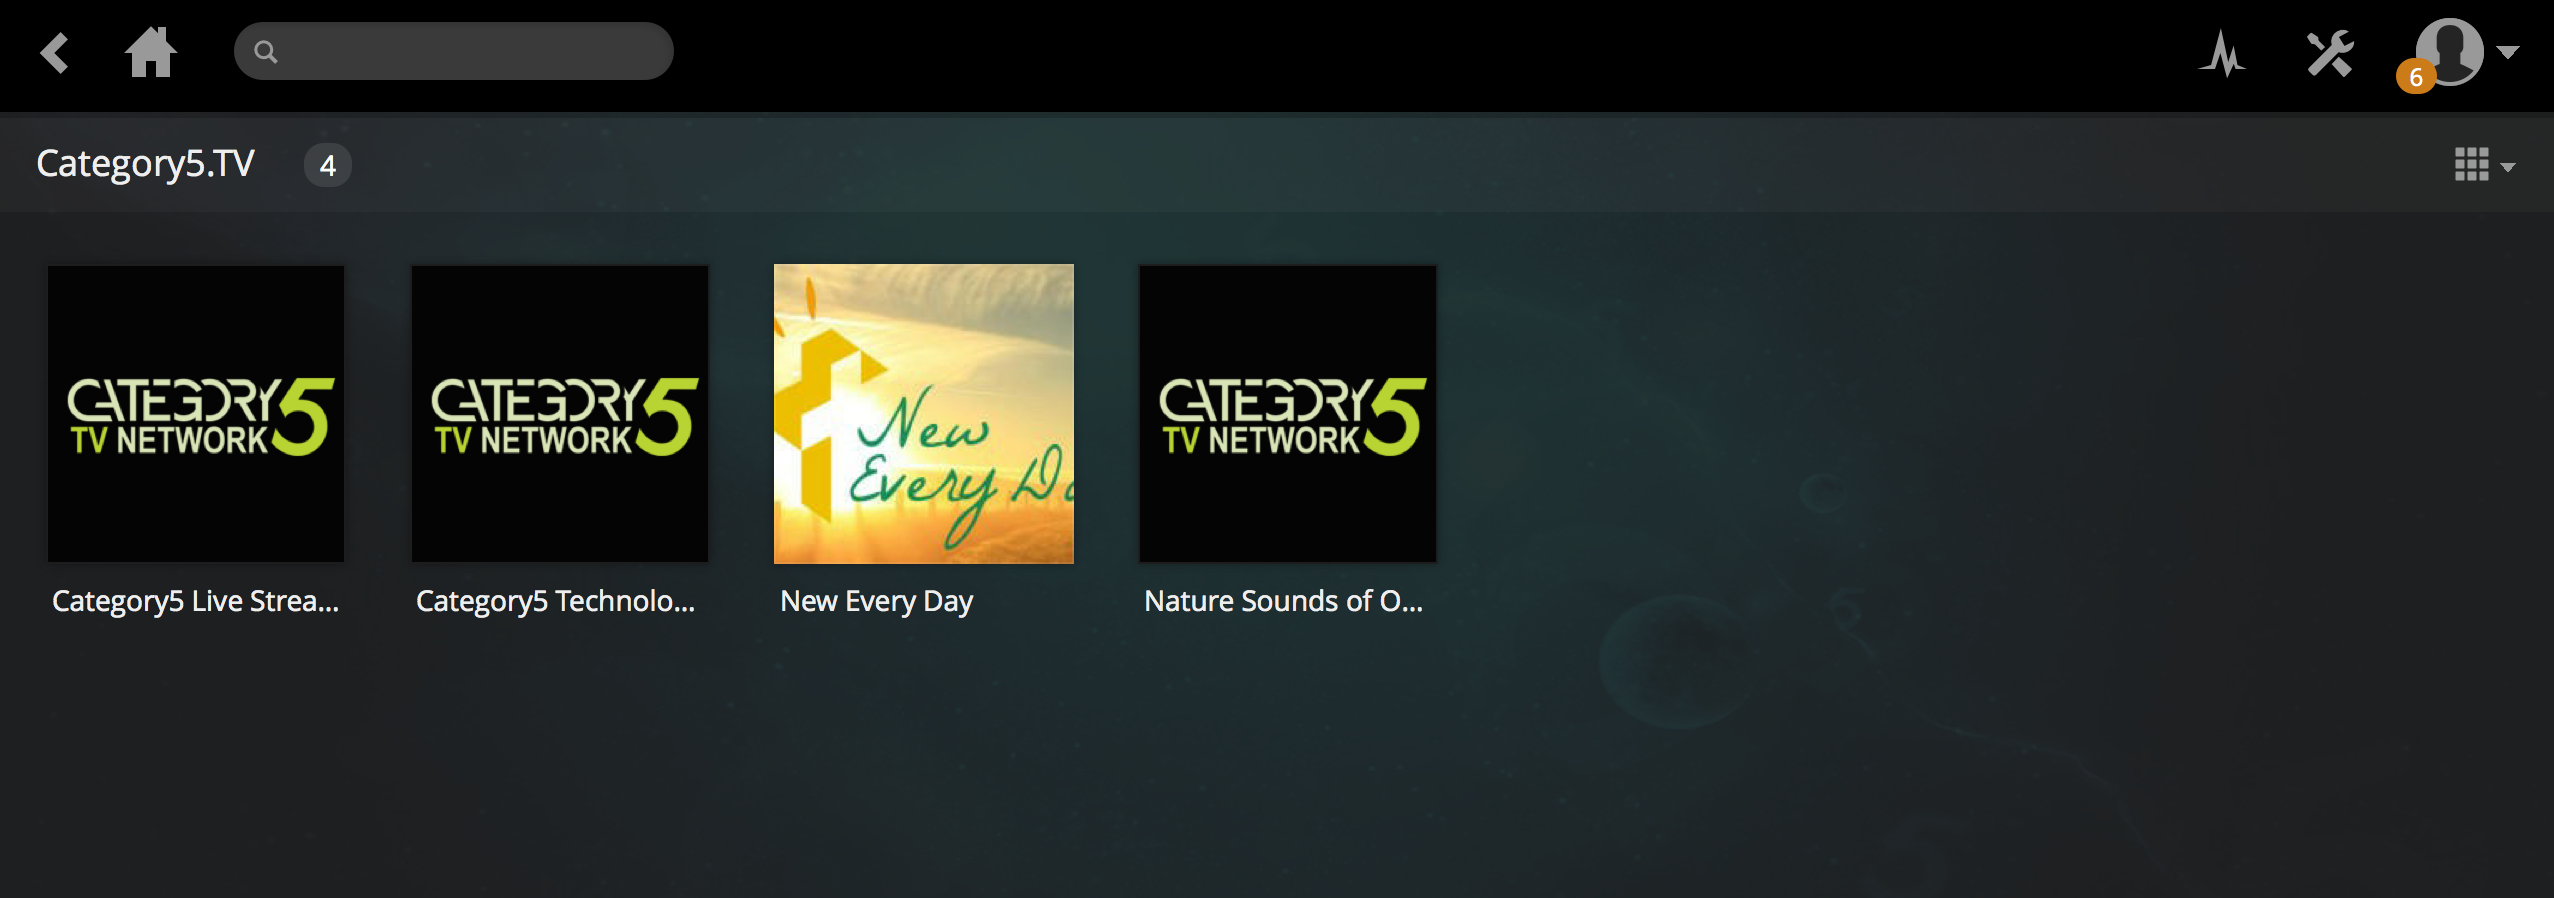 6
Category5.TV 4
CATEGORY5
TV NETWORK
CATEGORY5
TV NETWORK
New
Every Da
CATEGORY5
TV NETWORK
Category5 Live Strea...
Category5 Technolo...
New Every Day
Nature Sounds of O...